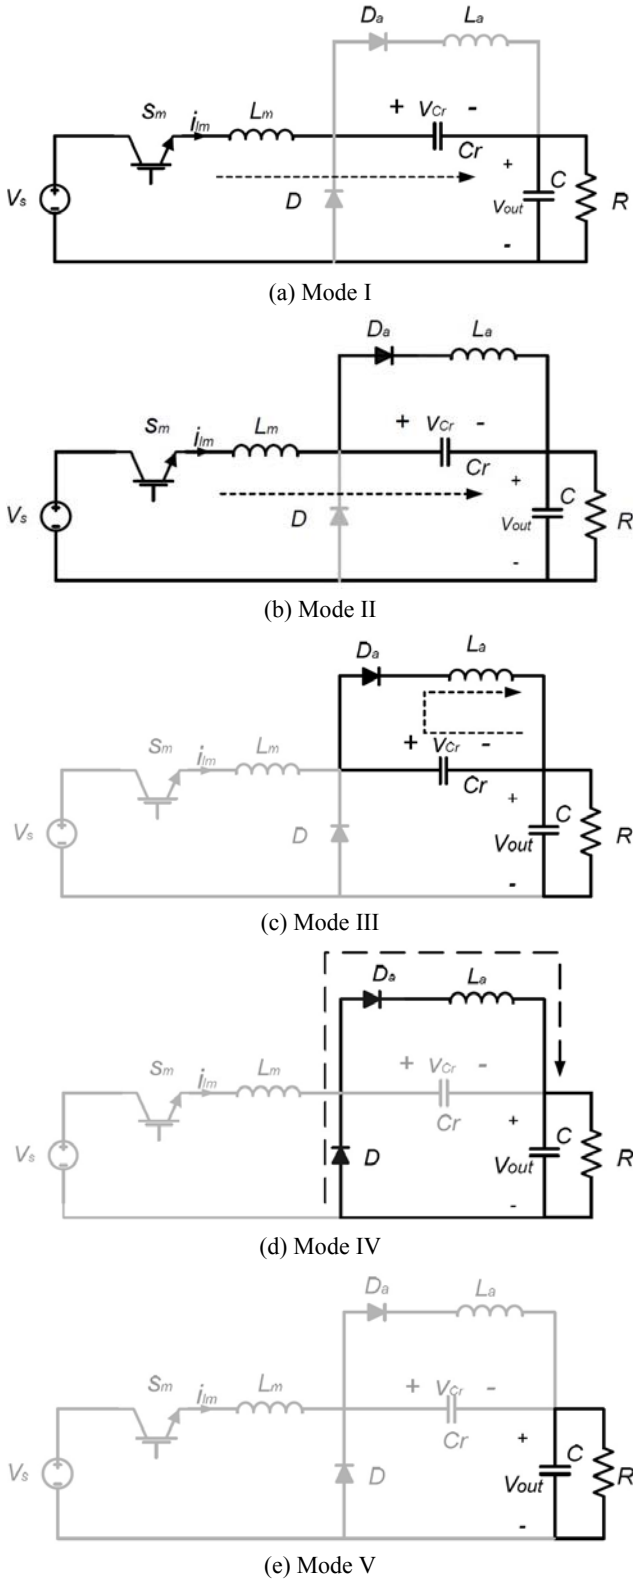 Da La
Sm ilm Lm + VCr -
Cr
Vs D + C R
Vout
-
(a) Mode I
Da La
Sm ilm Lm + VCr -
Cr
Vs D + C R
Vout
-
(b) Mode II
Da La
Sm ilm Lm + VCr -
Cr
Vs D + C R
Vout
-
(c) Mode III
Da La
Sm ilm Lm + VCr -
Cr
Vs D + C R
Vout
-
(d) Mode IV
Da La
Sm ilm Lm + VCr -
Cr
Vs D + C R
Vout
-
(e) Mode V